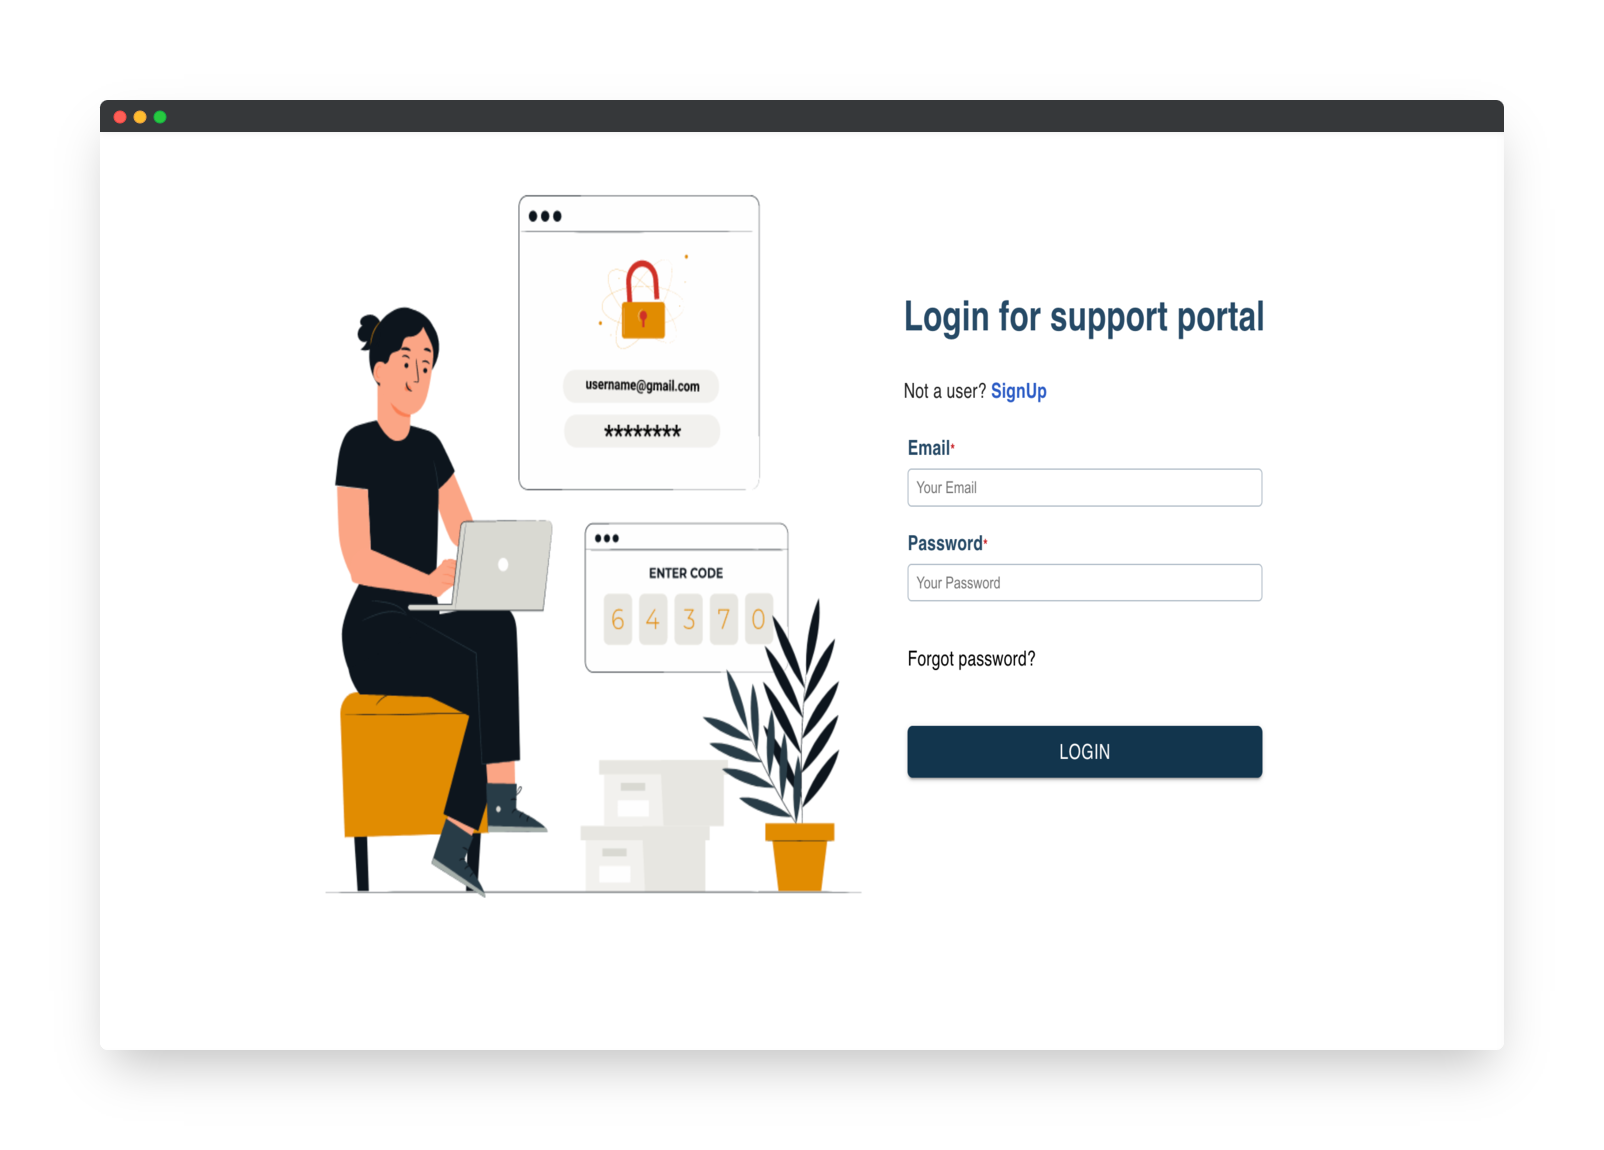 username@gmail.com
********
ENTER CODE
6 4 3 7 0
Login for support portal
Not a user? SignUp
Email*
Your Email
Password*
Your Password
Forgot password?
LOGIN